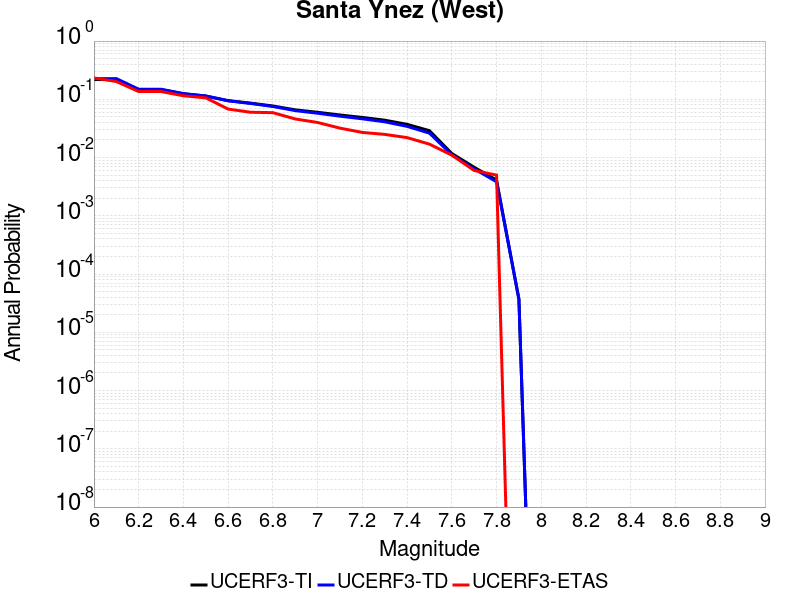 Santa Ynez (West)
10^0
10^-1
10^-2
10^-3
10^-4
10^-5
10^-6
10^-7
10^-8
Annual Probability
6 6.2 6.4 6.6 6.8 7 7.2 7.4 7.6 7.8 8 8.2 8.4 8.6 8.8 9
Magnitude
UCERF3-TI UCERF3-TD UCERF3-ETAS